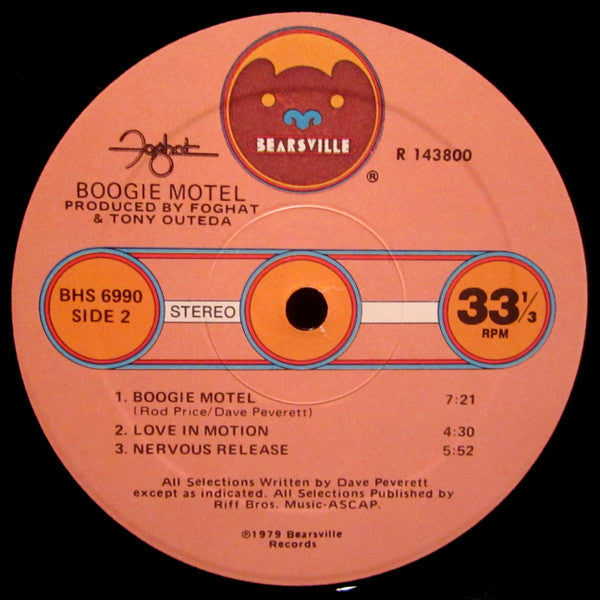 BEARSVILLE
®
R 143800
Foghat
BOOGIE MOTEL
PRODUCED BY FOGHAT
& TONY OUTEDA
BHS 6990
SIDE 2
STEREO
33 1/3
RPM
1. BOOGIE MOTEL 7:21
(Rod Price/Dave Peverett)
2. LOVE IN MOTION 4:30
3. NERVOUS RELEASE 5:52
All Selections Written by Dave Peverett
except as indicated. All Selections Published by
Riff Bros. Music-ASCAP.
℗1979 Bearsville
Records